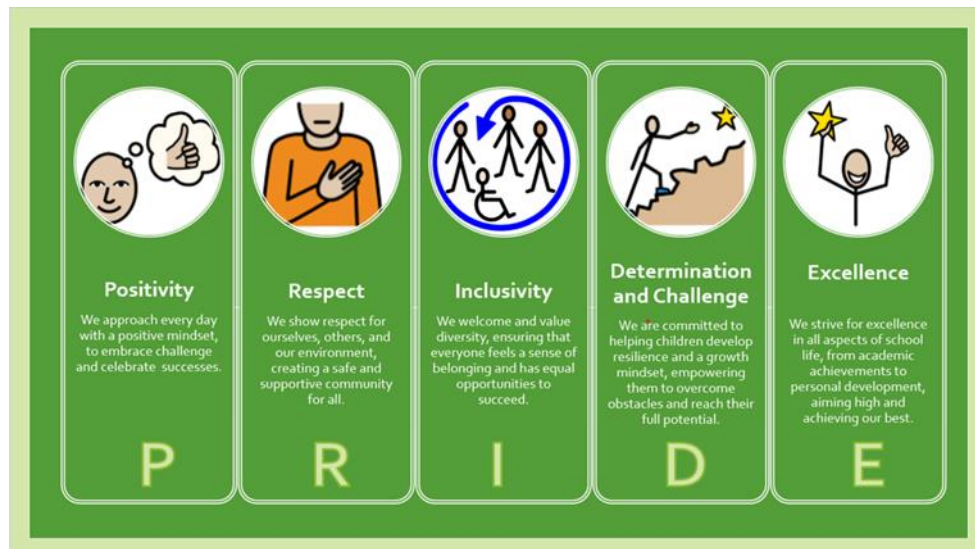 Positivity
We approach every day
with a positive mindset,
to embrace challenge
and celebrate successes.
P
Respect
We show respect for
ourselves, others, and
our environment,
creating a safe and
supportive community
for all.
R
Inclusivity
We welcome and value
diversity, ensuring that
everyone feels a sense of
belonging and has equal
opportunities to
succeed.
I
Determination
and Challenge
We are committed to
helping children develop
resilience and a growth
mindset, empowering
them to overcome
obstacles and reach their
full potential.
D
Excellence
We strive for excellence
in all aspects of school
life, from academic
achievements to
personal development,
aiming high and
achieving our best.
E